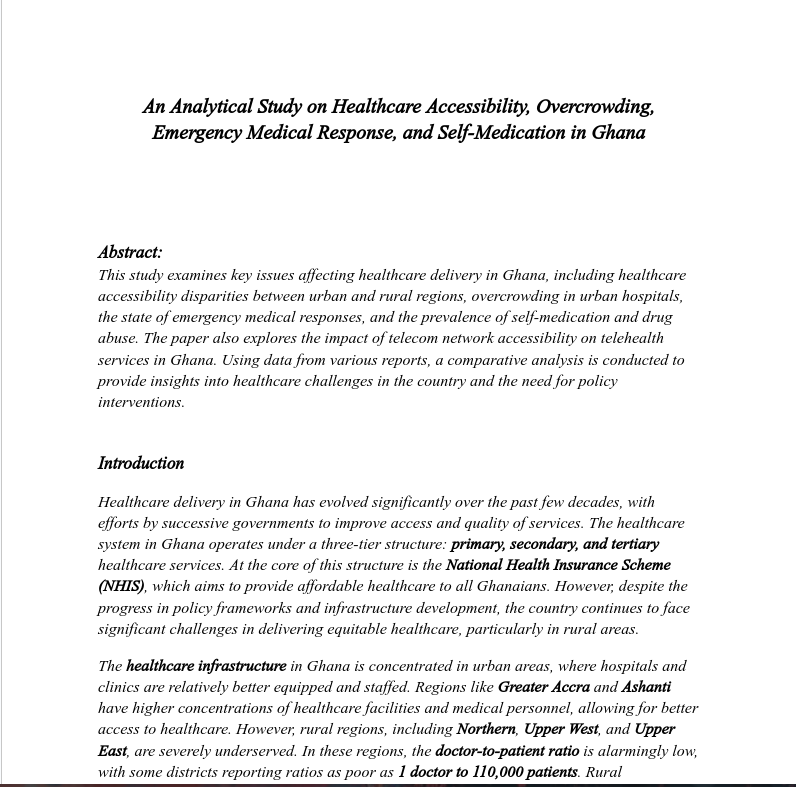 An Analytical Study on Healthcare Accessibility, Overcrowding,
Emergency Medical Response, and Self-Medication in Ghana
Abstract:
This study examines key issues affecting healthcare delivery in Ghana, including healthcare
accessibility disparities between urban and rural regions, overcrowding in urban hospitals,
the state of emergency medical responses, and the prevalence of self-medication and drug
abuse. The paper also explores the impact of telecom network accessibility on telehealth
services in Ghana. Using data from various reports, a comparative analysis is conducted to
provide insights into healthcare challenges in the country and the need for policy
interventions.
Introduction
Healthcare delivery in Ghana has evolved significantly over the past few decades, with
efforts by successive governments to improve access and quality of services. The healthcare
system in Ghana operates under a three-tier structure: primary, secondary, and tertiary
healthcare services. At the core of this structure is the National Health Insurance Scheme
(NHIS), which aims to provide affordable healthcare to all Ghanaians. However, despite the
progress in policy frameworks and infrastructure development, the country continues to face
significant challenges in delivering equitable healthcare, particularly in rural areas.
The healthcare infrastructure in Ghana is concentrated in urban areas, where hospitals and
clinics are relatively better equipped and staffed. Regions like Greater Accra and Ashanti
have higher concentrations of healthcare facilities and medical personnel, allowing for better
access to healthcare. However, rural regions, including Northern, Upper West, and Upper
East, are severely underserved. In these regions, the doctor-to-patient ratio is alarmingly low,
with some districts reporting ratios as poor as 1 doctor to 110,000 patients. Rural